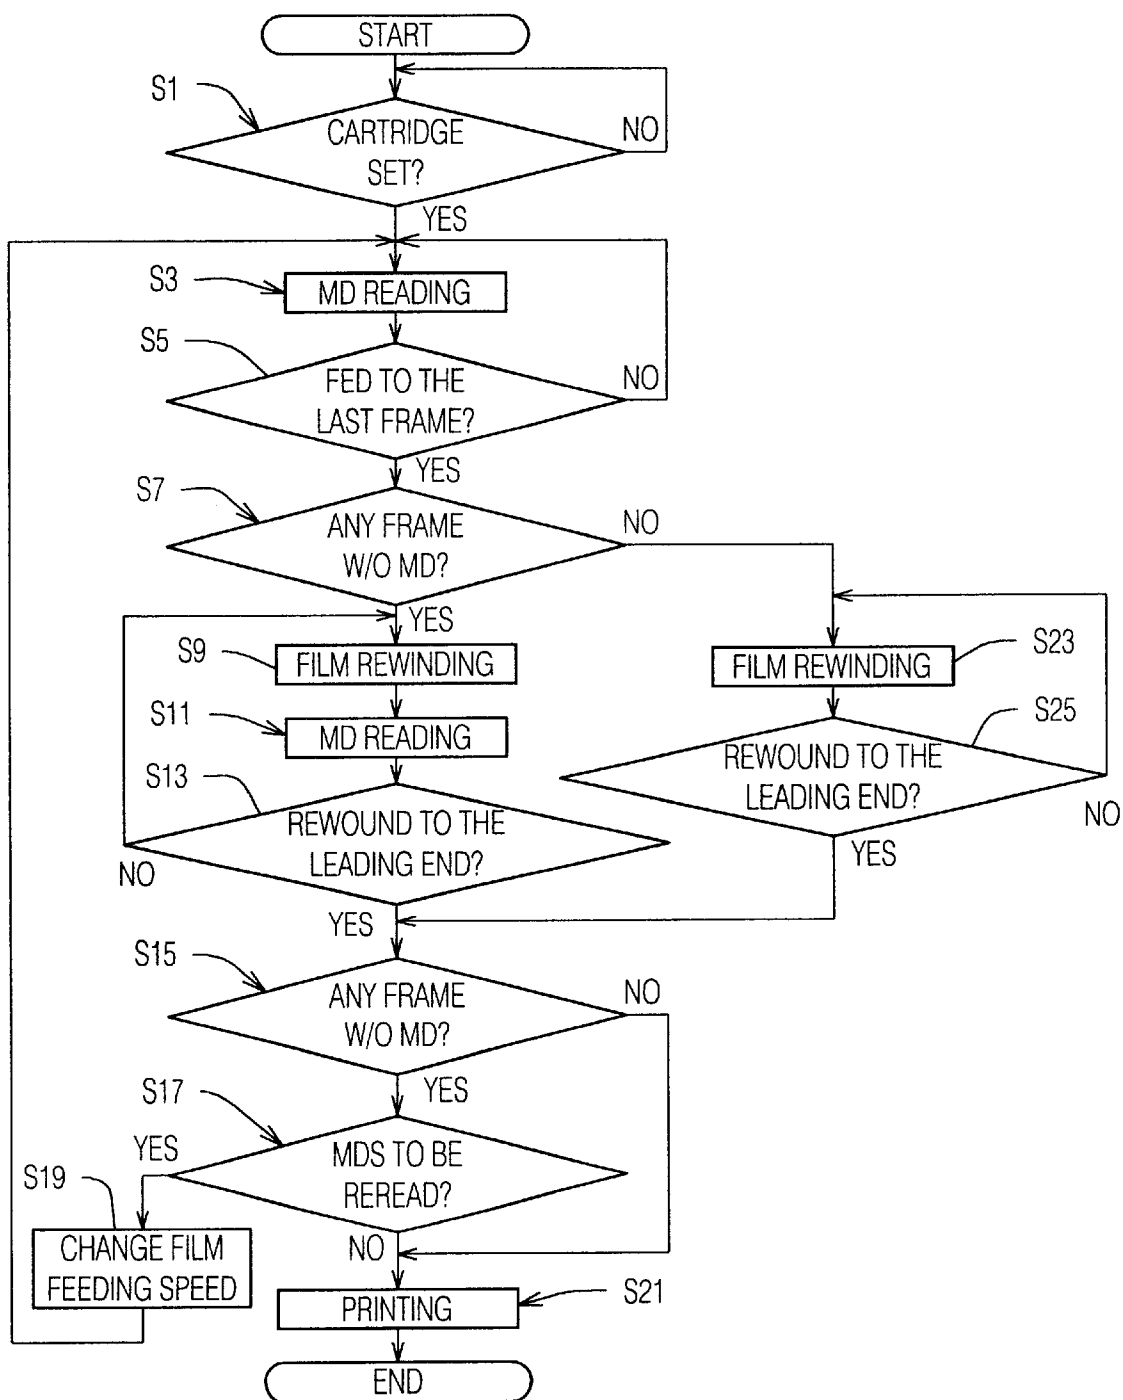 START
S1
CARTRIDGE
SET?
NO
YES
S3
MD READING
S5
FED TO THE
LAST FRAME?
NO
YES
S7
ANY FRAME
W/O MD?
NO
YES
S9
FILM REWINDING
FILM REWINDING
S23
S11
MD READING
S25
S13
REWOUND TO THE
LEADING END?
REWOUND TO THE
LEADING END?
NO
NO
YES
YES
S15
ANY FRAME
W/O MD?
NO
YES
S17
YES
MDS TO BE
REREAD?
S19
NO
CHANGE FILM
FEEDING SPEED
PRINTING
S21
END